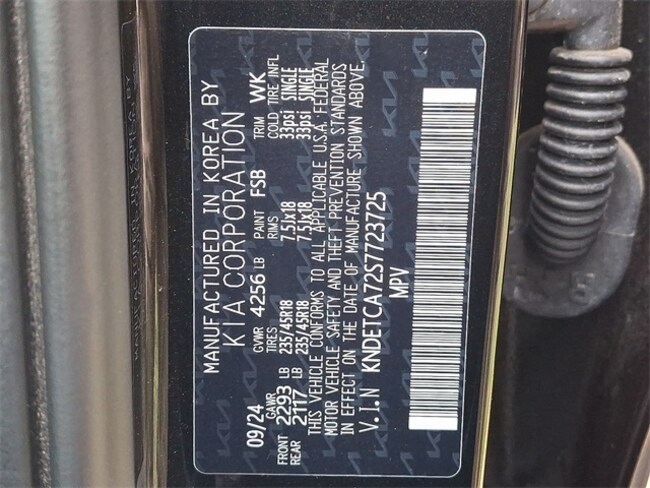 MANUFACTURED IN KOREA BY
KIA CORPORATION
09/24 GVWR 4256 LB PAINT FSB TRIM WK
GAWR TIRES RIMS COLD TIRE INFL
FRONT 2293 LB 235/45R18 7.5Jx18 33psi SINGLE
REAR 2117 LB 235/45R18 7.5Jx18 33psi SINGLE
THIS VEHICLE CONFORMS TO ALL APPLICABLE U.S.A. FEDERAL
MOTOR VEHICLE SAFETY AND THEFT PREVENTION STANDARDS
IN EFFECT ON THE DATE OF MANUFACTURE SHOWN ABOVE.
V.I.N KNDETCA72S7723725
MPV